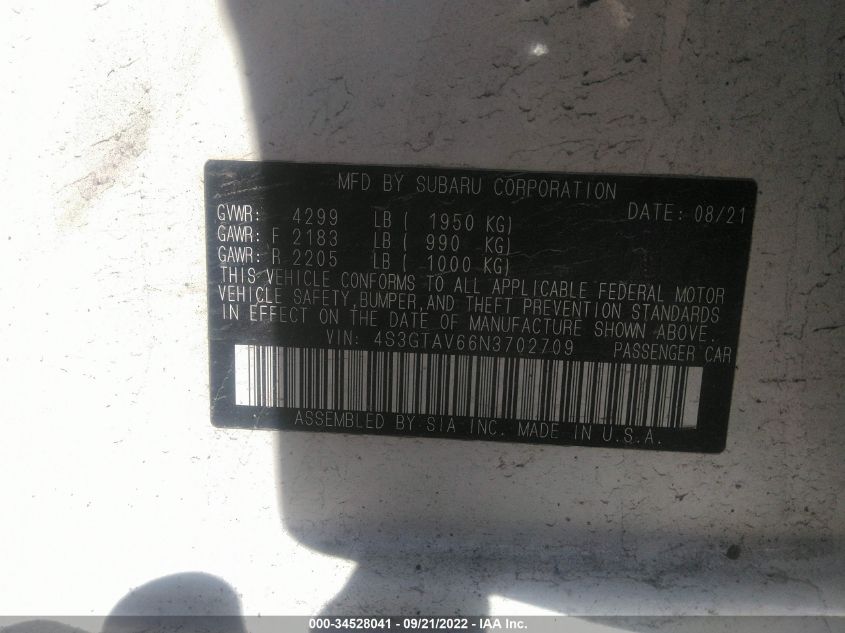 MFD BY SUBARU CORPORATION
DATE: 08/21
GVWR: 4299 LB ( 1950 KG)
GAWR: F 2183 LB ( 990 KG)
GAWR: R 2205 LB ( 1000 KG)
THIS VEHICLE CONFORMS TO ALL APPLICABLE FEDERAL MOTOR
VEHICLE SAFETY, BUMPER, AND THEFT PREVENTION STANDARDS
IN EFFECT ON THE DATE OF MANUFACTURE SHOWN ABOVE.
VIN: 4S3GTAV66N3702709 PASSENGER CAR
ASSEMBLED BY SIA INC. MADE IN U.S.A.
000-34528041 - 09/21/2022 - IAA Inc.